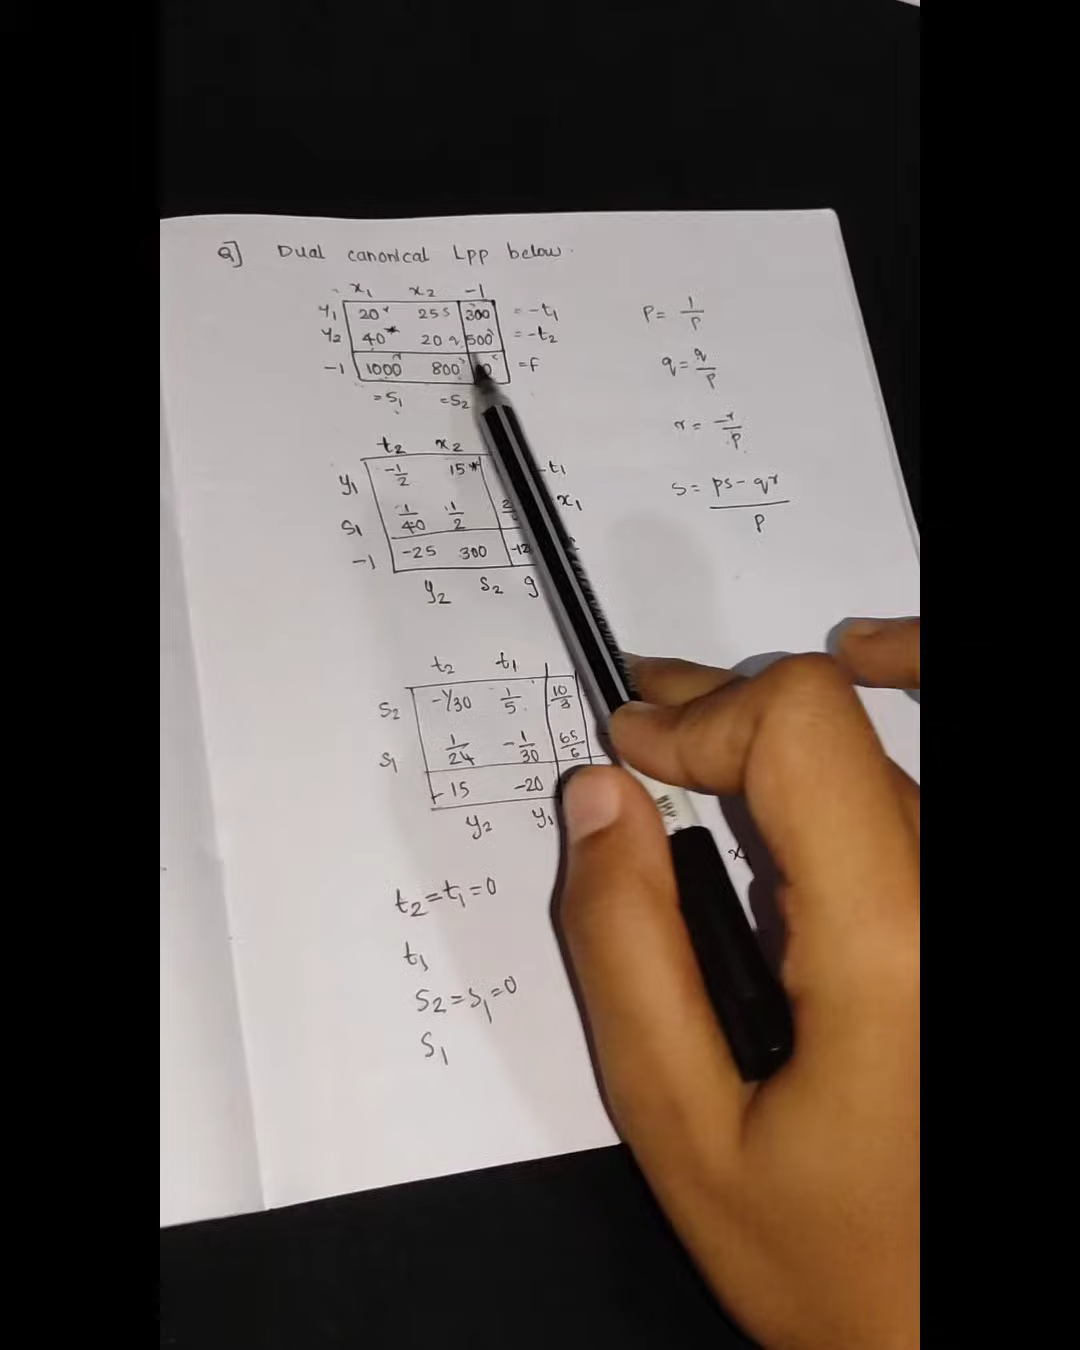 Q] Dual canonical Lpp below.
x1 x2 -1
y1 20 r 25 s 300 = -t1
y2 40* 20 q 500 = -t2
-1 1000 800 = f
= S1 = S2
P = 1/P
q = q/P
r = -r/P
S = ps - qr / P
t2 x2
y1 -1/2 15* -t1
S1 1/40 1/2 x1
-1 -25 300
y2 S2 g
t2 t1
S2 -1/30 1/5 10/3
S1 1/24 -1/30 65/6
-15 -20
y2 y1
x
t2 = t1 = 0
t1
S2 = S1 = 0
S1